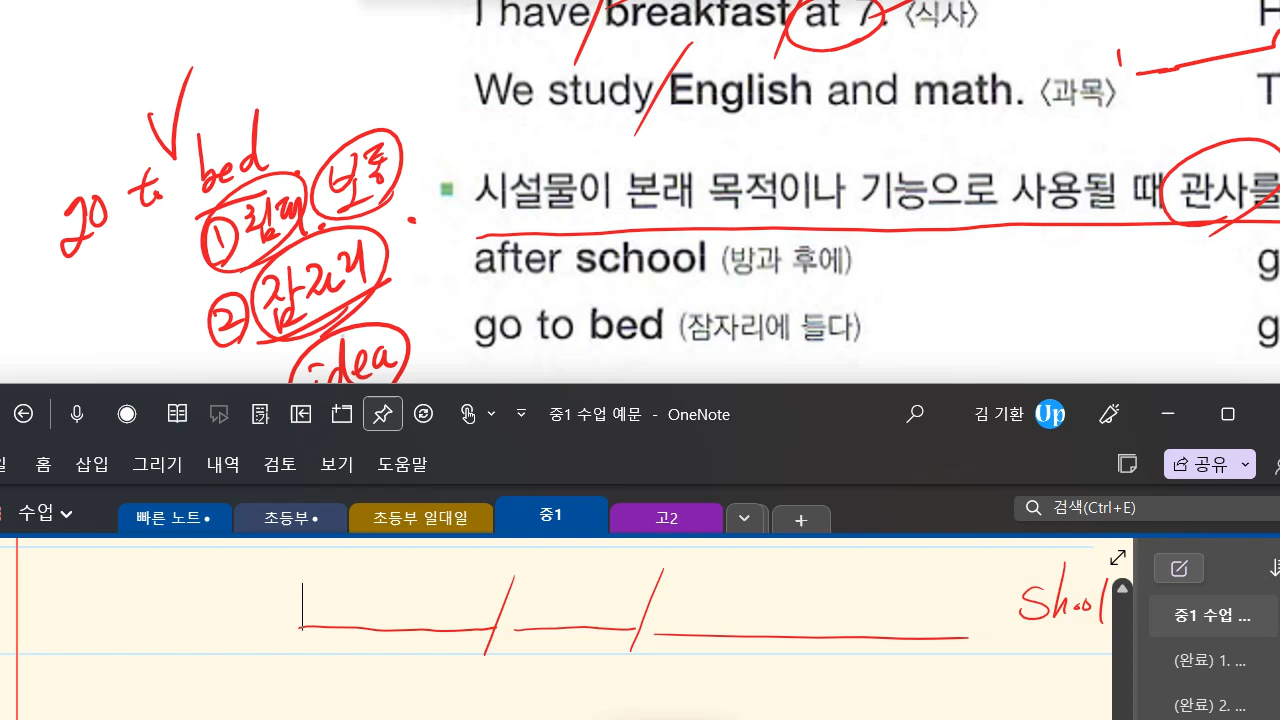 I have breakfast at 7. 〈식사〉 H
We study English and math. 〈과목〉 T
시설물이 본래 목적이나 기능으로 사용될 때 관사를
after school (방과 후에) g
go to bed (잠자리에 들다) g
to bed
① 침대 보통
② 잠자리
idea
중1 수업 예문 - OneNote 김 기환 Up
홈 삽입 그리기 내역 검토 보기 도움말 공유
수업 빠른 노트• 초등부• 초등부 일대일 중1 고2 + 검색(Ctrl+E)
Shool
중1 수업 ...
(완료) 1. ...
(완료) 2. ...